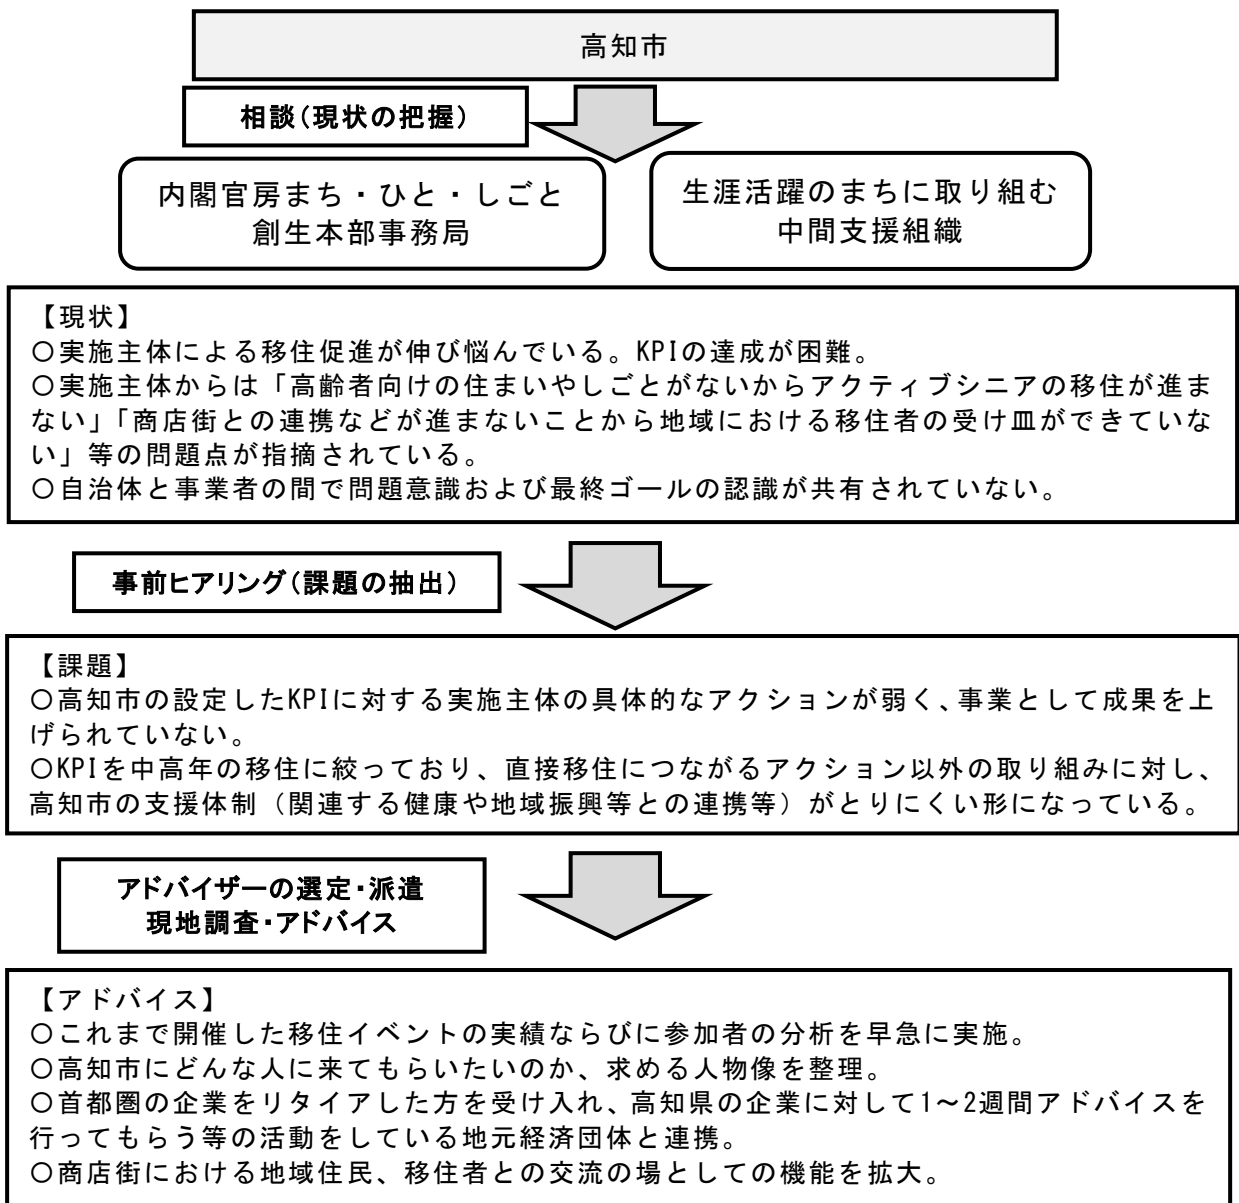 高知市
相談(現状の把握)
内閣官房まち・ひと・しごと
創生本部事務局
生涯活躍のまちに取り組む
中間支援組織
【現状】
○実施主体による移住促進が伸び悩んでいる。KPIの達成が困難。
○実施主体からは「高齢者向けの住まいやしごとがないからアクティブシニアの移住が進ま
ない」「商店街との連携などが進まないことから地域における移住者の受け皿ができていな
い」等の問題点が指摘されている。
○自治体と事業者の間で問題意識および最終ゴールの認識が共有されていない。
事前ヒアリング(課題の抽出)
【課題】
○高知市の設定したKPIに対する実施主体の具体的なアクションが弱く、事業として成果を上
げられていない。
○KPIを中高年の移住に絞っており、直接移住につながるアクション以外の取り組みに対し、
高知市の支援体制（関連する健康や地域振興等との連携等）がとりにくい形になっている。
アドバイザーの選定・派遣
現地調査・アドバイス
【アドバイス】
○これまで開催した移住イベントの実績ならびに参加者の分析を早急に実施。
○高知市にどんな人に来てもらいたいのか、求める人物像を整理。
○首都圏の企業をリタイアした方を受け入れ、高知県の企業に対して1～2週間アドバイスを
行ってもらう等の活動をしている地元経済団体と連携。
○商店街における地域住民、移住者との交流の場としての機能を拡大。